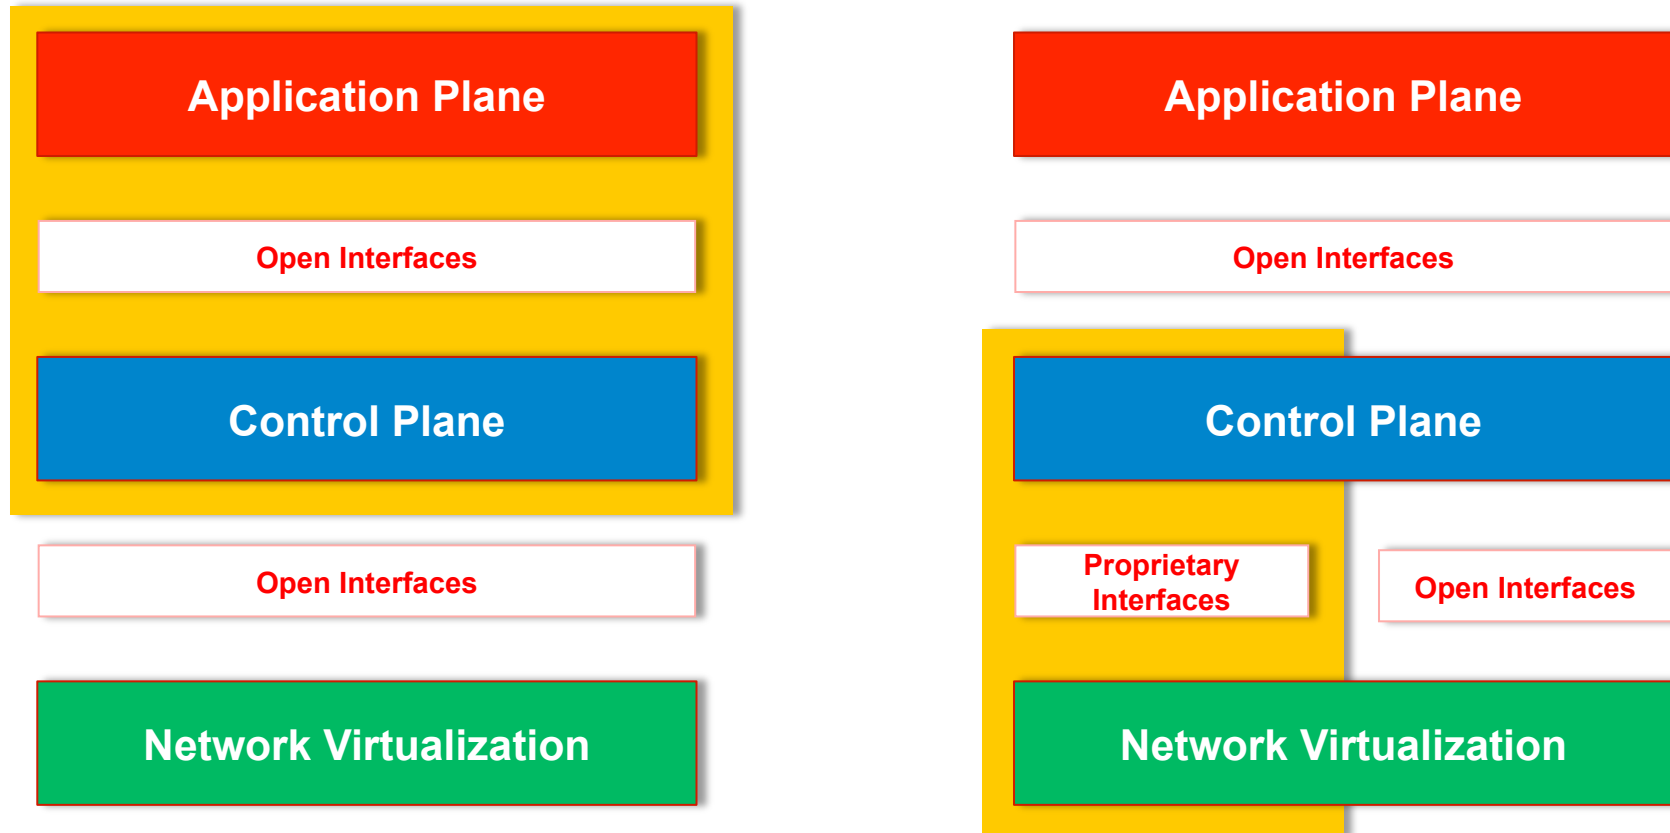 Application Plane
Open Interfaces
Control Plane
Open Interfaces
Network Virtualization
Application Plane
Open Interfaces
Control Plane
Proprietary
Interfaces
Open Interfaces
Network Virtualization